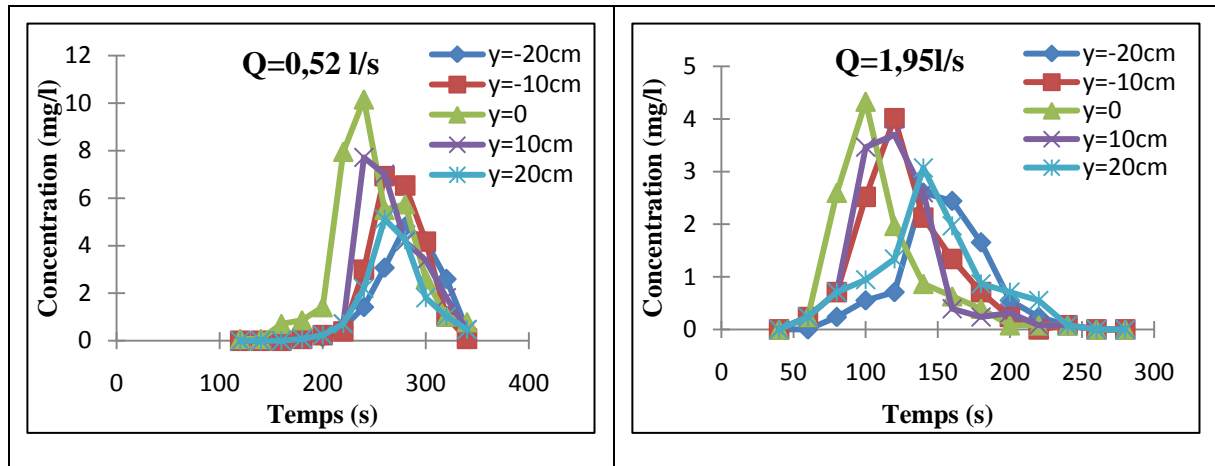 Q=0,52 l/s
y=-20cm
y=-10cm
y=0
y=10cm
y=20cm
Concentration (mg/l)
12
10
8
6
4
2
0
0 100 200 300 400
Temps (s)
Q=1,95l/s
y=-20cm
y=-10cm
y=0
y=10cm
y=20cm
Concentration (mg/l)
5
4
3
2
1
0
0 50 100 150 200 250 300
Temps (s)